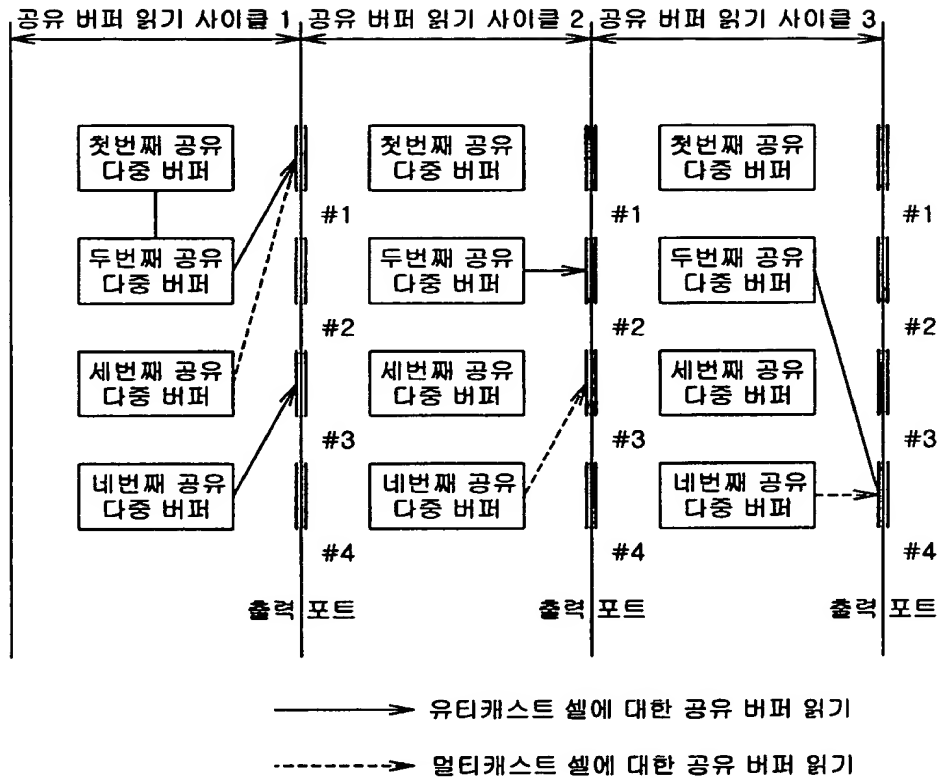 공유 버퍼 읽기 사이클 1 공유 버퍼 읽기 사이클 2 공유 버퍼 읽기 사이클 3
첫번째 공유
다중 버퍼
첫번째 공유
다중 버퍼
첫번째 공유
다중 버퍼
#1 #1 #1
두번째 공유
다중 버퍼
두번째 공유
다중 버퍼
두번째 공유
다중 버퍼
#2 #2 #2
세번째 공유
다중 버퍼
세번째 공유
다중 버퍼
세번째 공유
다중 버퍼
#3 #3 #3
네번째 공유
다중 버퍼
네번째 공유
다중 버퍼
네번째 공유
다중 버퍼
#4 #4 #4
출력 포트 출력 포트 출력 포트
유티캐스트 셀에 대한 공유 버퍼 읽기
멀티캐스트 셀에 대한 공유 버퍼 읽기